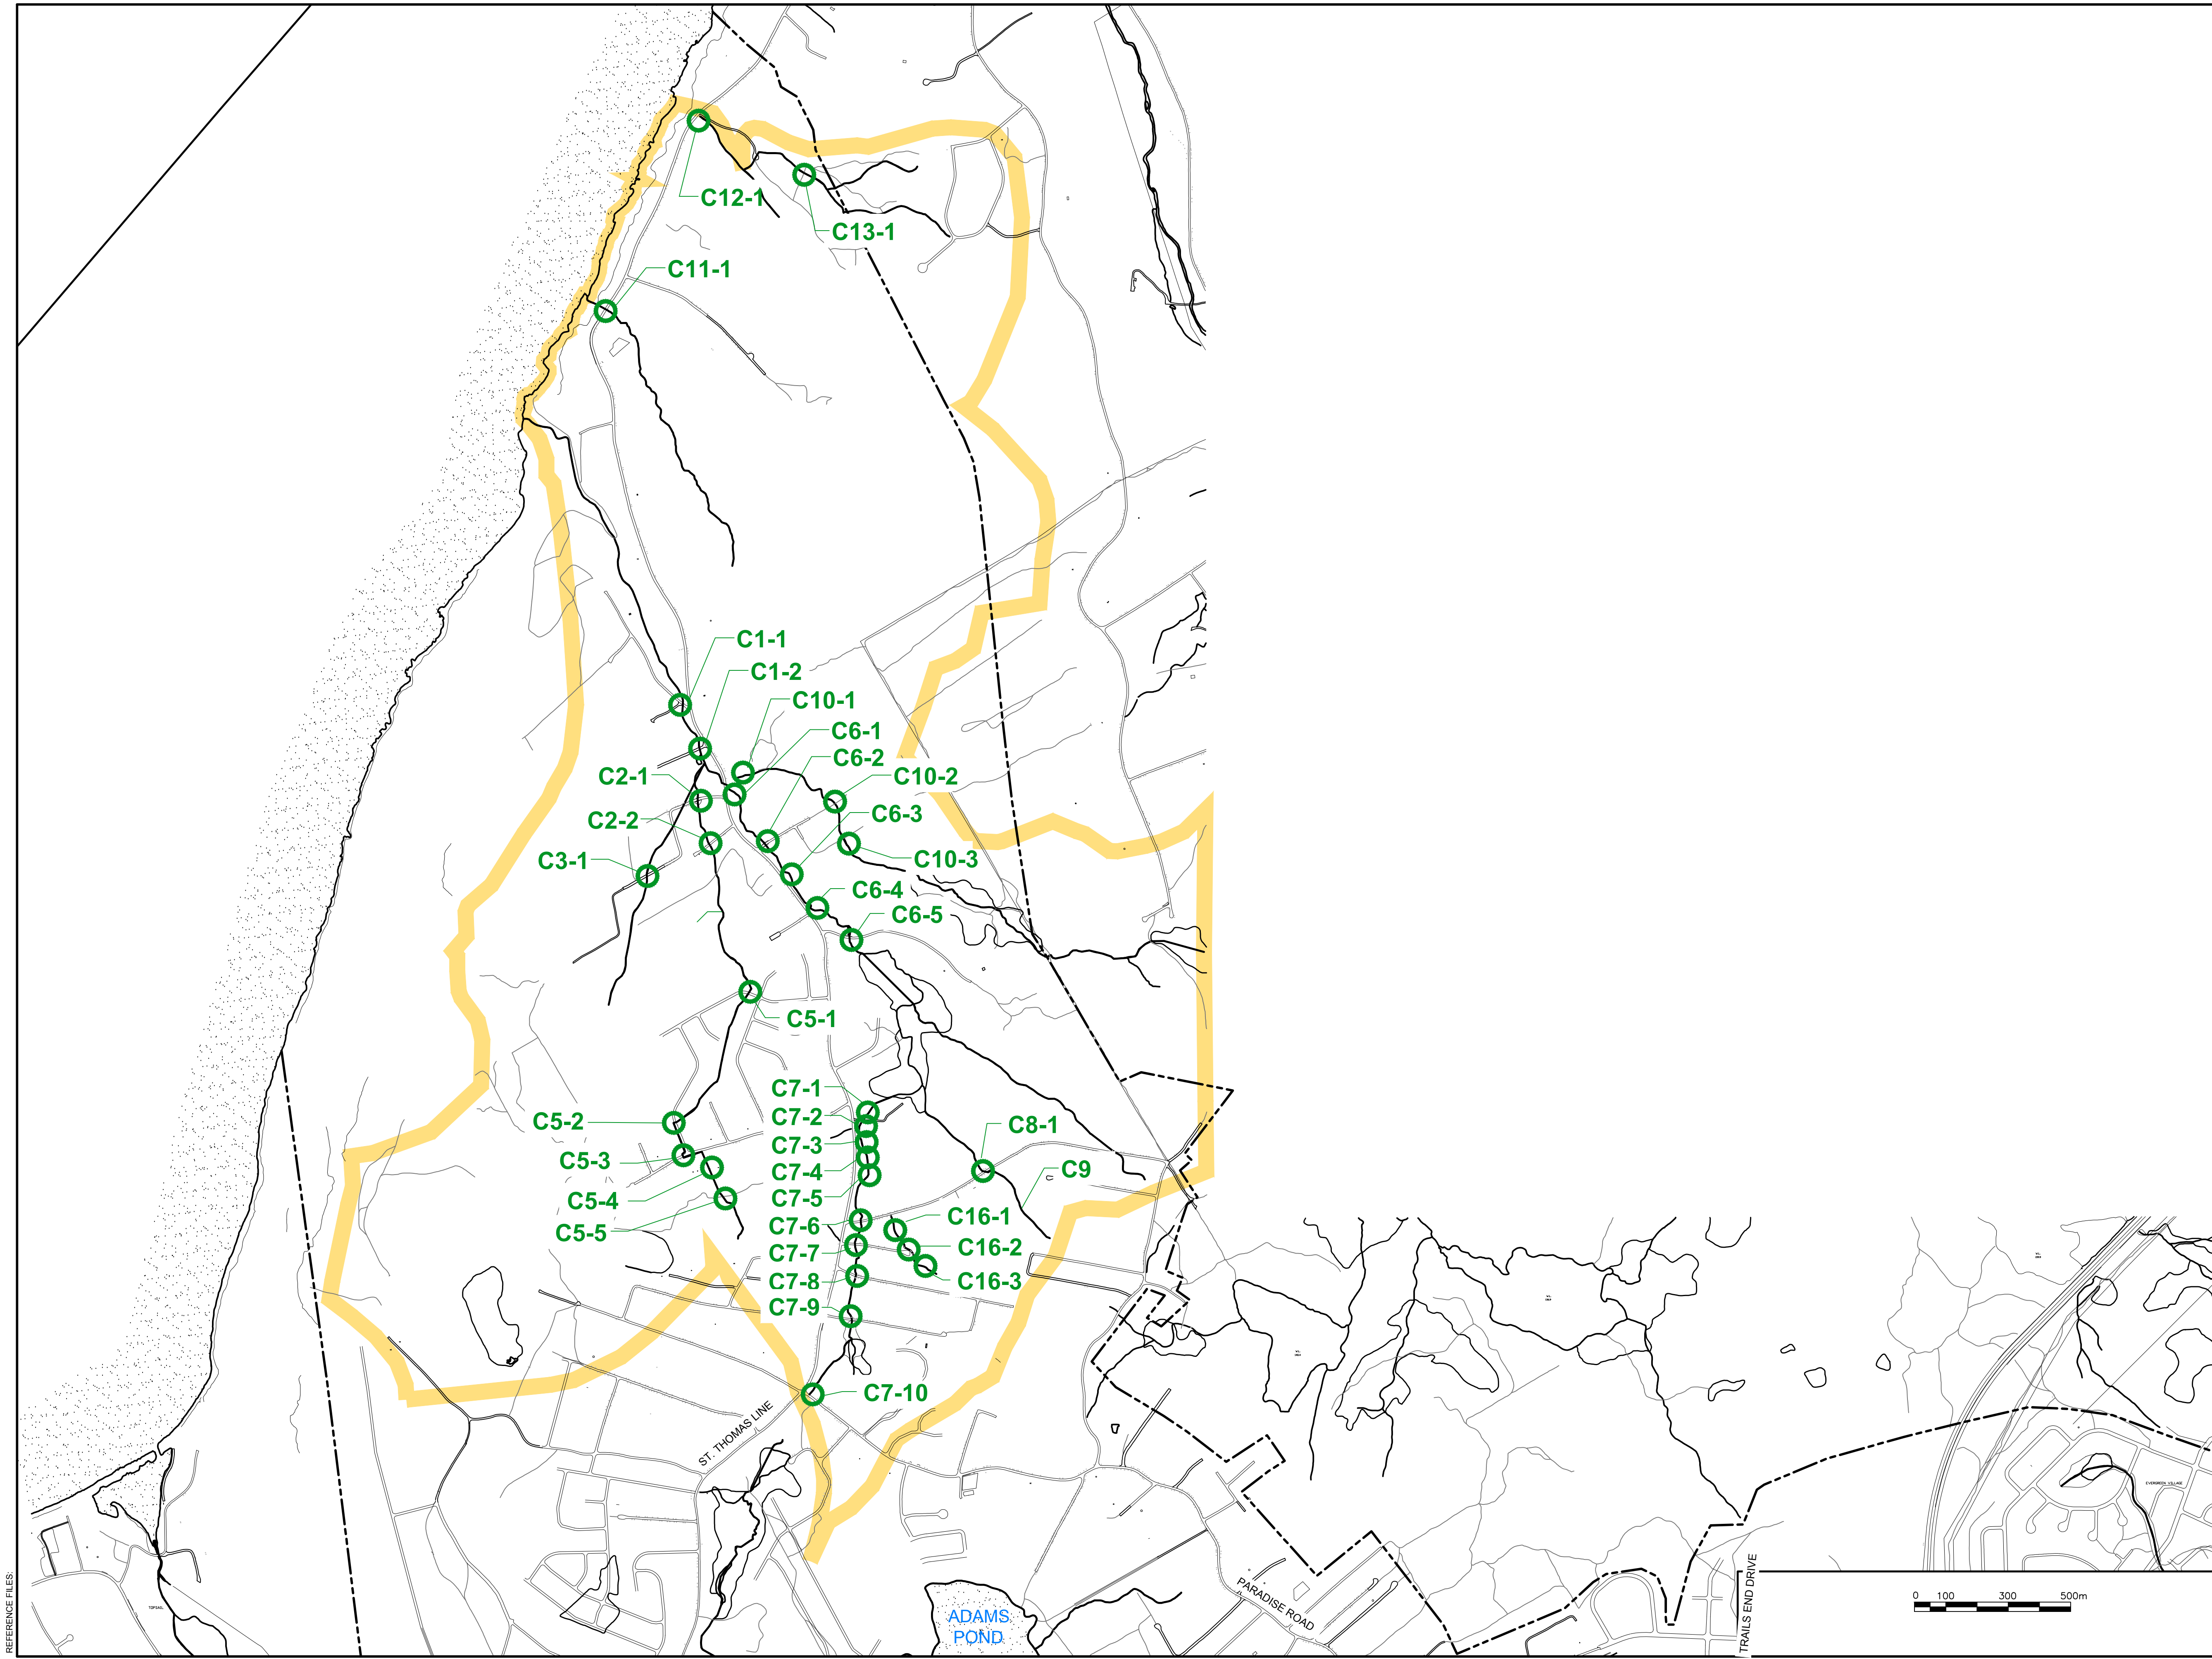 C12-1
C13-1
C11-1
C1-1
C1-2
C10-1
C6-1
C6-2
C2-1
C10-2
C6-3
C2-2
C10-3
C3-1
C6-4
C6-5
C5-1
C7-1
C7-2
C5-2
C8-1
C7-3
C5-3
C9
C7-4
C7-5
C5-4
C16-1
C7-6
C5-5
C16-2
C7-7
C16-3
C7-8
C7-9
C7-10
ST. THOMAS LINE
EVERGREEN VILLAGE
PARADISE ROAD
TRAILS END DRIVE
ADAMS
POND
TOPSAIL
0 100 300 500m
REFERENCE FILES: